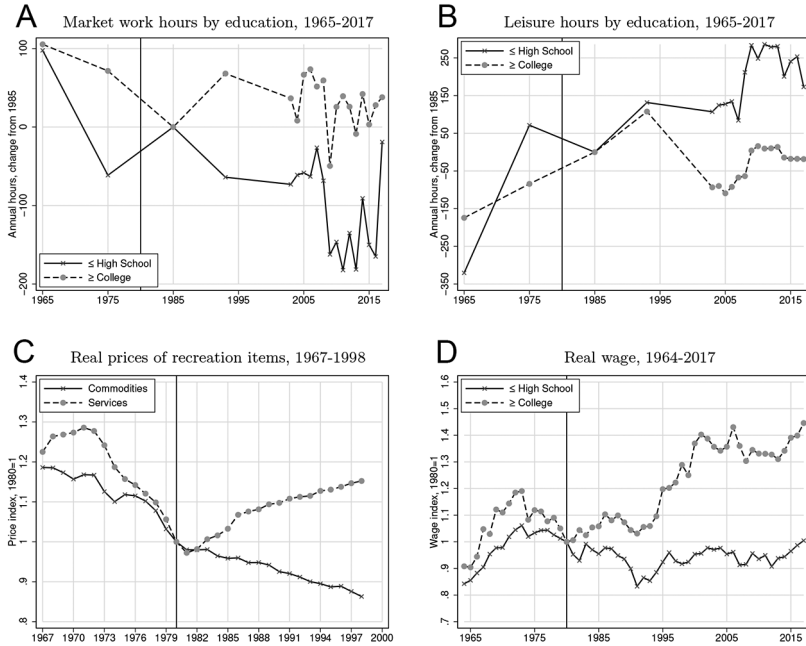 A
Market work hours by education, 1965-2017
Annual hours, change from 1985
100
0
−100
−200
≤ High School
≥ College
1965 1975 1985 1995 2005 2015
B
Leisure hours by education, 1965-2017
Annual hours, change from 1985
250
150
50
−50
−150
−250
−350
≤ High School
≥ College
1965 1975 1985 1995 2005 2015
C
Real prices of recreation items, 1967-1998
Price index, 1980=1
1.4
1.3
1.2
1.1
1
.9
.8
Commodities
Services
1967 1970 1973 1976 1979 1982 1985 1988 1991 1994 1997 2000
D
Real wage, 1964-2017
Wage index, 1980=1
1.6
1.5
1.4
1.3
1.2
1.1
1
.9
.8
.7
≤ High School
≥ College
1965 1975 1985 1995 2005 2015